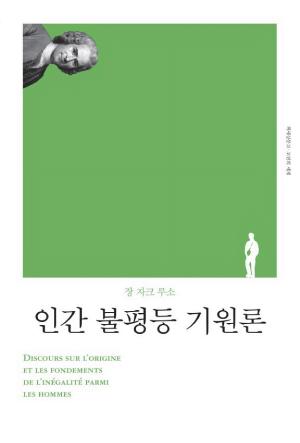 장 자크 루소
인간 불평등 기원론
DISCOURS SUR L'ORIGINE
ET LES FONDEMENTS
DE L'INÉGALITÉ PARMI
LES HOMMES